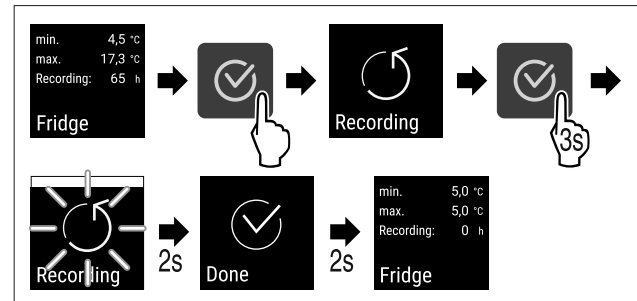 min. 4,5 °C
max. 17,3 °C
Recording: 65 h
Fridge
Recording
3s
Recording
2s
Done
2s
min. 5,0 °C
max. 5,0 °C
Recording: 0 h
Fridge